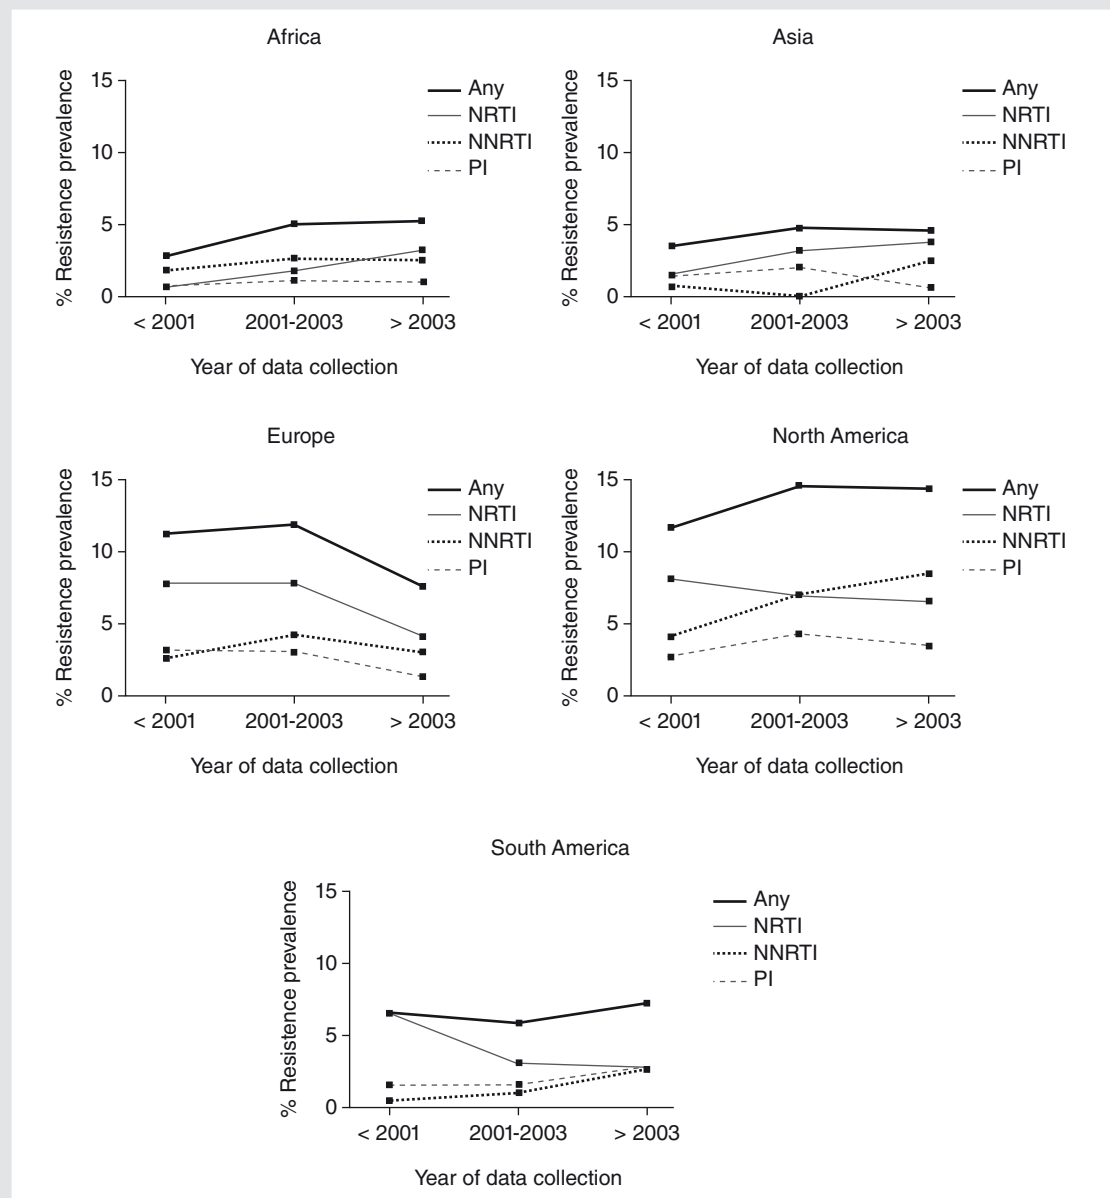 Africa
% Resistence prevalence
15
10
5
0
< 2001 2001-2003 > 2003
Year of data collection
Any
NRTI
NNRTI
PI
Asia
% Resistence prevalence
15
10
5
0
< 2001 2001-2003 > 2003
Year of data collection
Any
NRTI
NNRTI
PI
Europe
% Resistence prevalence
15
10
5
0
< 2001 2001-2003 > 2003
Year of data collection
Any
NRTI
NNRTI
PI
North America
% Resistence prevalence
15
10
5
0
< 2001 2001-2003 > 2003
Year of data collection
Any
NRTI
NNRTI
PI
South America
% Resistence prevalence
15
10
5
0
< 2001 2001-2003 > 2003
Year of data collection
Any
NRTI
NNRTI
PI